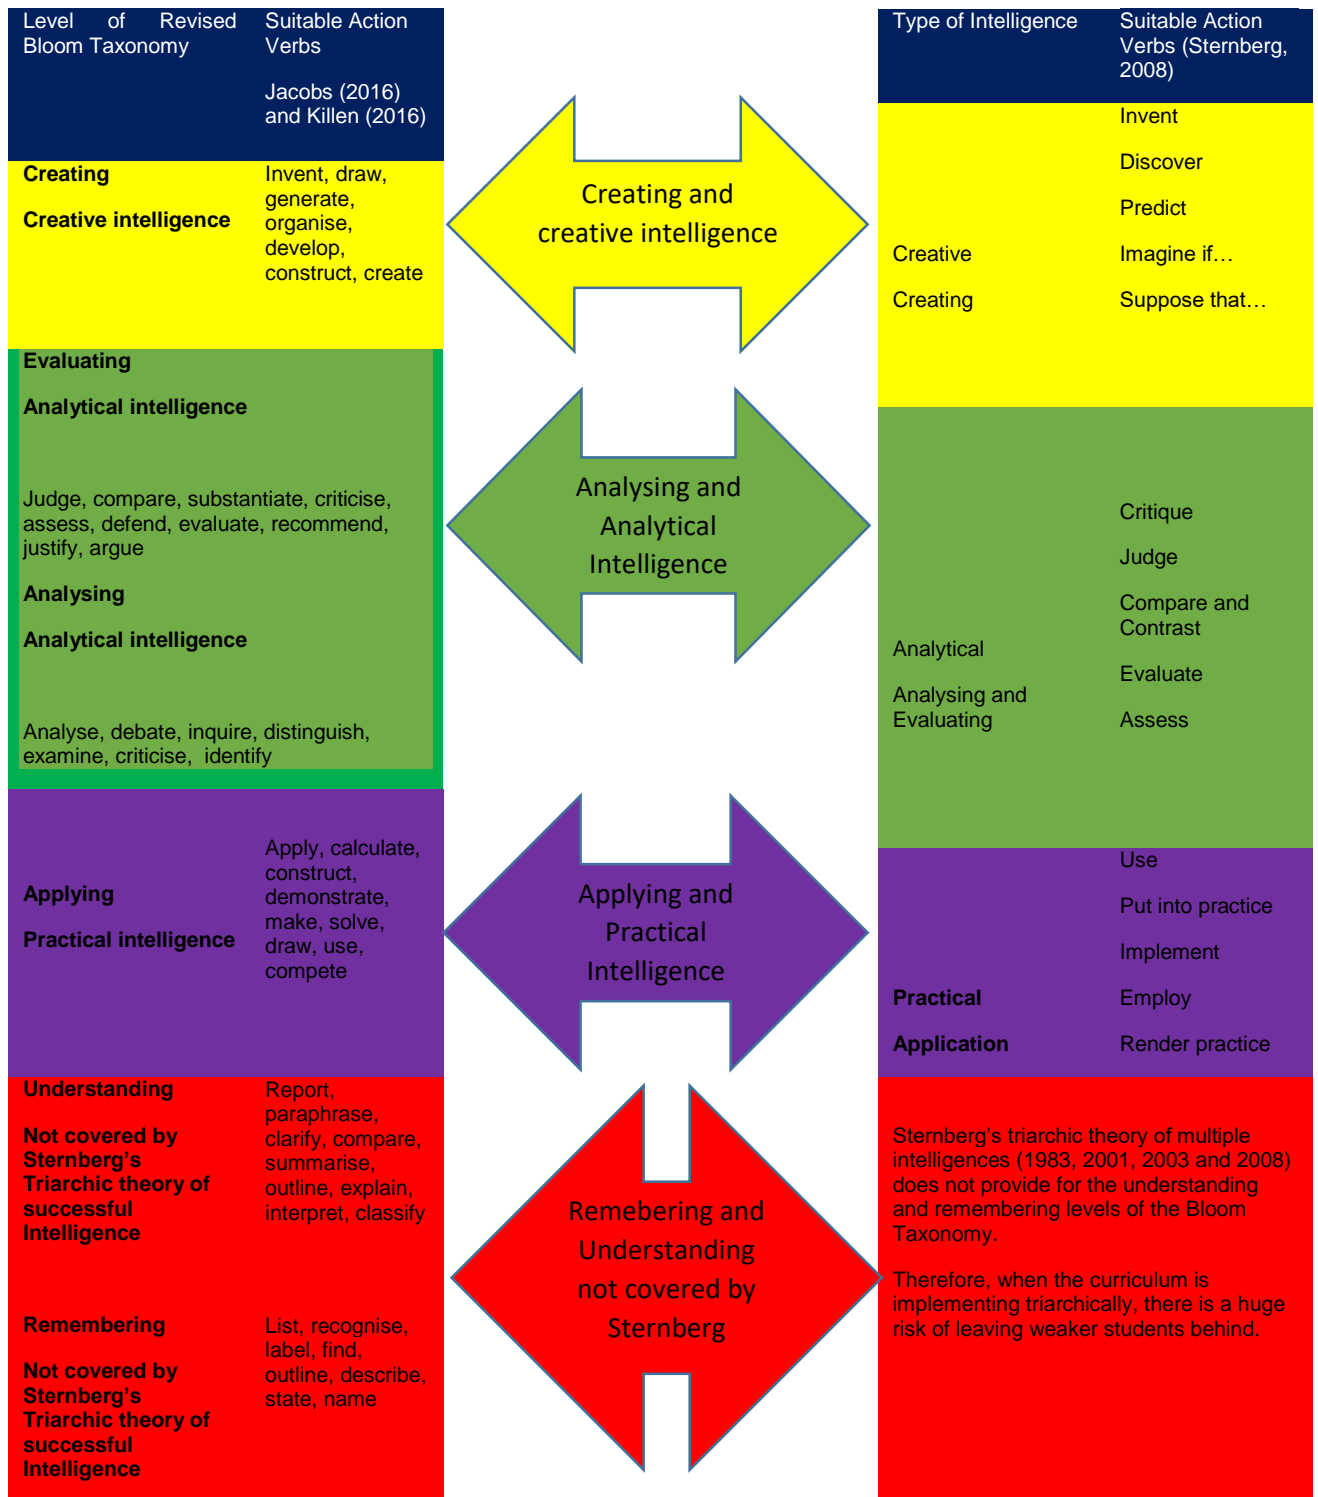 Level of Revised
Bloom Taxonomy
Suitable Action
Verbs
Jacobs (2016)
and Killen (2016)
Creating
Creative intelligence
Invent, draw,
generate,
organise,
develop,
construct, create
Evaluating
Analytical intelligence
Judge, compare, substantiate, criticise,
assess, defend, evaluate, recommend,
justify, argue
Analysing
Analytical intelligence
Analyse, debate, inquire, distinguish,
examine, criticise, identify
Applying
Practical intelligence
Apply, calculate,
construct,
demonstrate,
make, solve,
draw, use,
compete
Understanding
Not covered by
Sternberg's
Triarchic theory of
successful
Intelligence
Report,
paraphrase,
clarify, compare,
summarise,
outline, explain,
interpret, classify
Remembering
Not covered by
Sternberg's
Triarchic theory of
successful
Intelligence
List, recognise,
label, find,
outline, describe,
state, name
Creating and
creative intelligence
Analysing and
Analytical
Intelligence
Applying and
Practical
Intelligence
Remebering and
Understanding
not covered by
Sternberg
Type of Intelligence
Suitable Action
Verbs (Sternberg,
2008)
Creative
Creating
Invent
Discover
Predict
Imagine if…
Suppose that…
Analytical
Analysing and
Evaluating
Critique
Judge
Compare and
Contrast
Evaluate
Assess
Practical
Application
Use
Put into practice
Implement
Employ
Render practice
Sternberg's triarchic theory of multiple
intelligences (1983, 2001, 2003 and 2008)
does not provide for the understanding
and remembering levels of the Bloom
Taxonomy.
Therefore, when the curriculum is
implementing triarchically, there is a huge
risk of leaving weaker students behind.